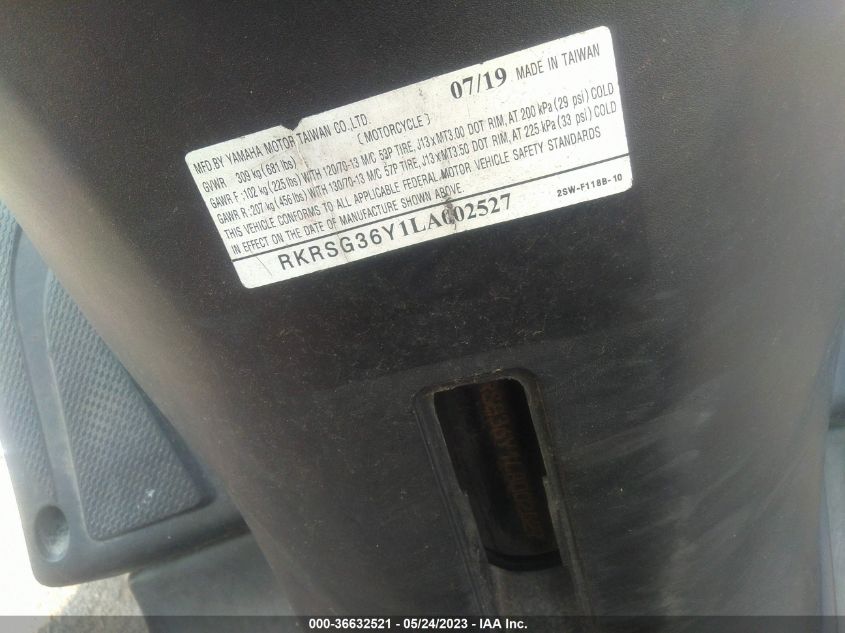 07/19 MADE IN TAIWAN
MFD.BY YAMAHA MOTOR TAIWAN CO.,LTD.
( MOTORCYCLE )
GVWR 309 kg (681 lbs)
GAWR F : 102 kg (225 lbs) WITH 120/70-13 M/C 53P TIRE, J13 x MT3.00 DOT RIM, AT 200 kPa (29 psi) COLD
GAWR R : 207 kg (456 lbs) WITH 130/70-13 M/C 57P TIRE, J13 x MT3.50 DOT RIM, AT 225 kPa (33 psi) COLD
THIS VEHICLE CONFORMS TO ALL APPLICABLE FEDERAL MOTOR VEHICLE SAFETY STANDARDS
IN EFFECT ON THE DATE OF MANUFACTURE SHOWN ABOVE.
RKRSG36Y1LA002527 2SW-F118B-10
000-36632521 - 05/24/2023 - IAA Inc.